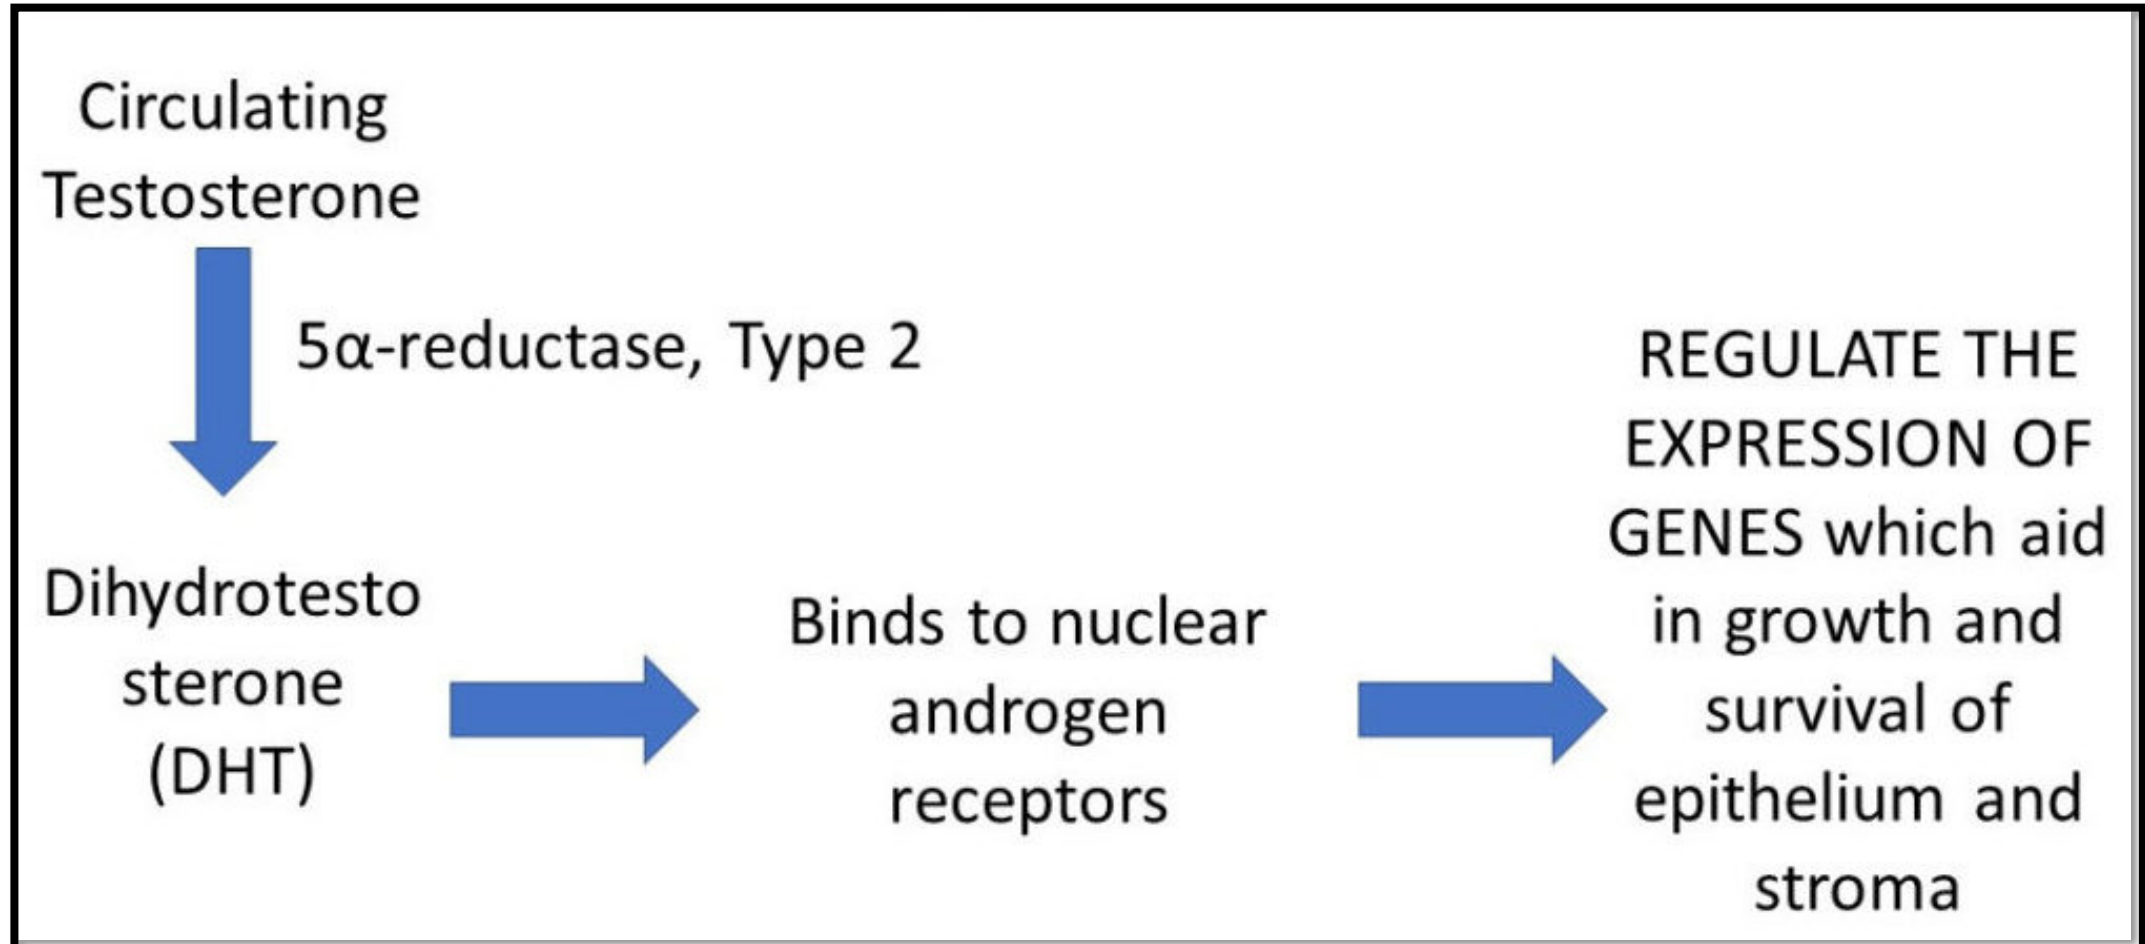 Circulating
Testosterone
5α-reductase, Type 2
Dihydrotesto
sterone
(DHT)
Binds to nuclear
androgen
receptors
REGULATE THE
EXPRESSION OF
GENES which aid
in growth and
survival of
epithelium and
stroma